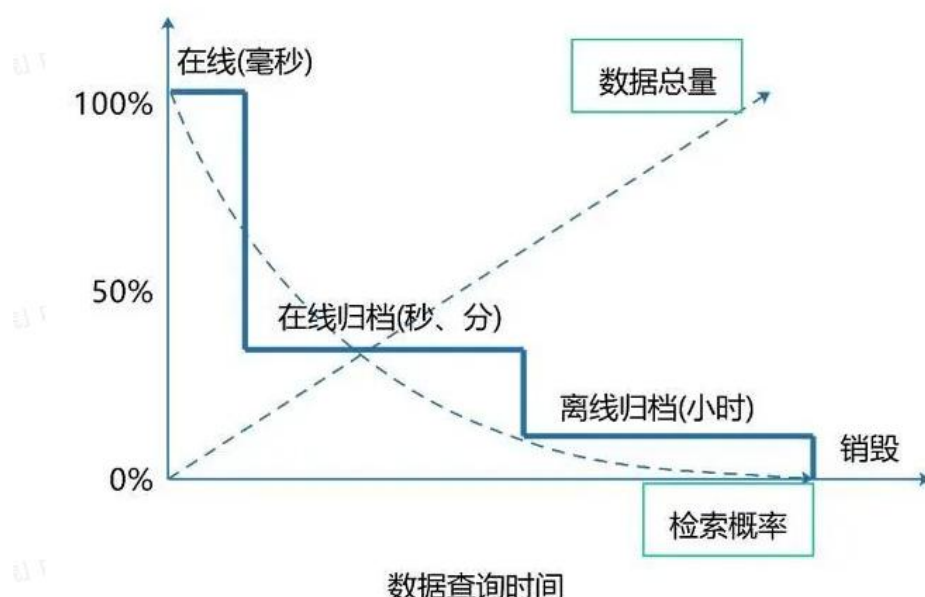 在线(毫秒)
数据总量
100%
50%
在线归档(秒、分)
离线归档(小时)
销毁
0%
检索概率
数据查询时间